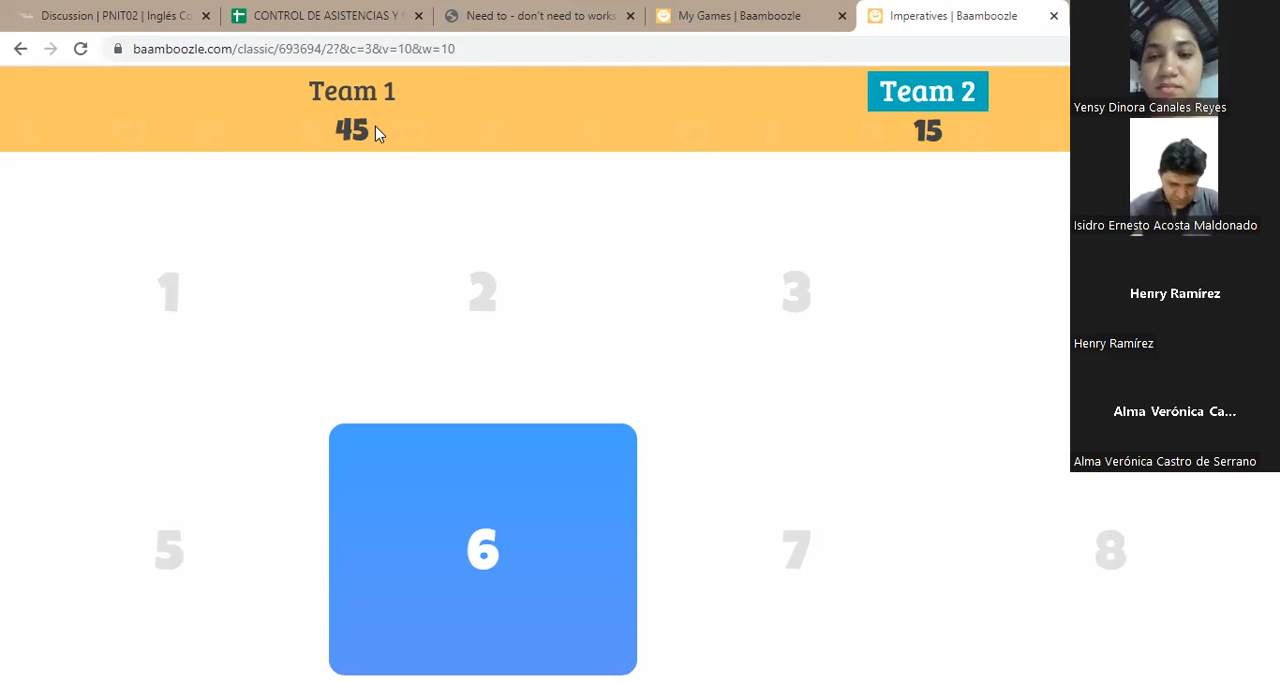 Discussion | PNIT02 | Inglés Co
CONTROL DE ASISTENCIAS Y
Need to - don't need to works
My Games | Baamboozle
Imperatives | Baamboozle
baamboozle.com/classic/693694/2?&c=3&v=10&w=10
Team 1
Team 2
45
15
1
2
3
5
6
7
8
Yensy Dinora Canales Reyes
Isidro Ernesto Acosta Maldonado
Henry Ramírez
Henry Ramírez
Alma Verónica Ca...
Alma Verónica Castro de Serrano